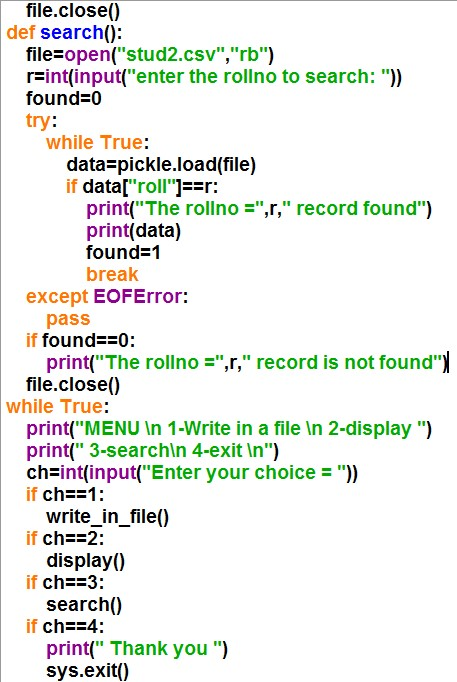 file.close()
def search():
file=open("stud2.csv","rb")
r=int(input("enter the rollno to search: "))
found=0
try:
while True:
data=pickle.load(file)
if data["roll"]==r:
print("The rollno =",r," record found")
print(data)
found=1
break
except EOFError:
pass
if found==0:
print("The rollno =",r," record is not found")
file.close()
while True:
print("MENU \n 1-Write in a file \n 2-display ")
print(" 3-search\n 4-exit \n")
ch=int(input("Enter your choice = "))
if ch==1:
write_in_file()
if ch==2:
display()
if ch==3:
search()
if ch==4:
print(" Thank you ")
sys.exit()